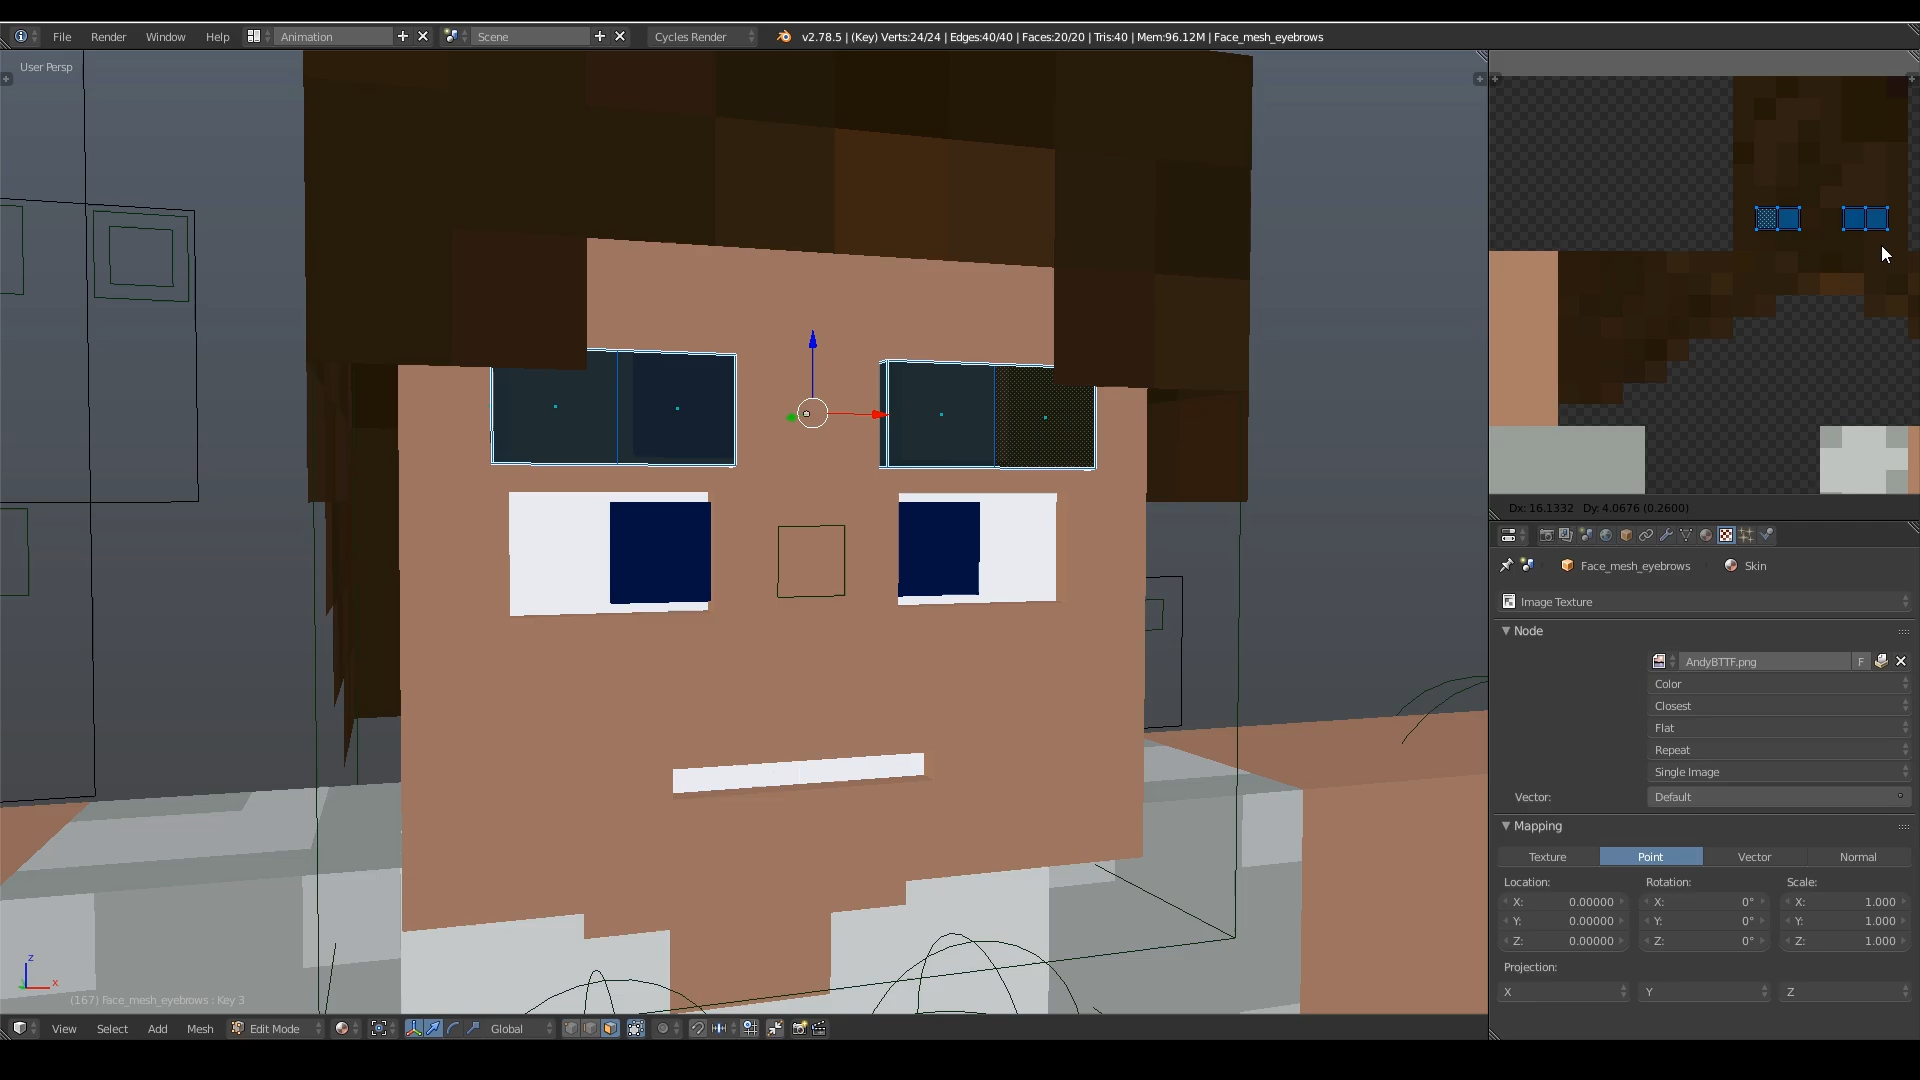 File Render Window Help Animation Scene Cycles Render v2.78.5 | (Key) Verts:24/24 | Edges:40/40 | Faces:20/20 | Tris:40 | Mem:96.12M | Face_mesh_eyebrows
User Persp
Dx: 16.1332 Dy: 4.0676 (0.2600)
Face_mesh_eyebrows Skin
Image Texture
Node
AndyBTTF.png F
Color
Closest
Flat
Repeat
Single Image
Vector: Default
Mapping
Texture Point Vector Normal
Location: Rotation: Scale:
X: 0.00000 X: 0° X: 1.000
Y: 0.00000 Y: 0° Y: 1.000
Z: 0.00000 Z: 0° Z: 1.000
Projection:
X Y Z
z
x
(167) Face_mesh_eyebrows : Key 3
View Select Add Mesh Edit Mode Global